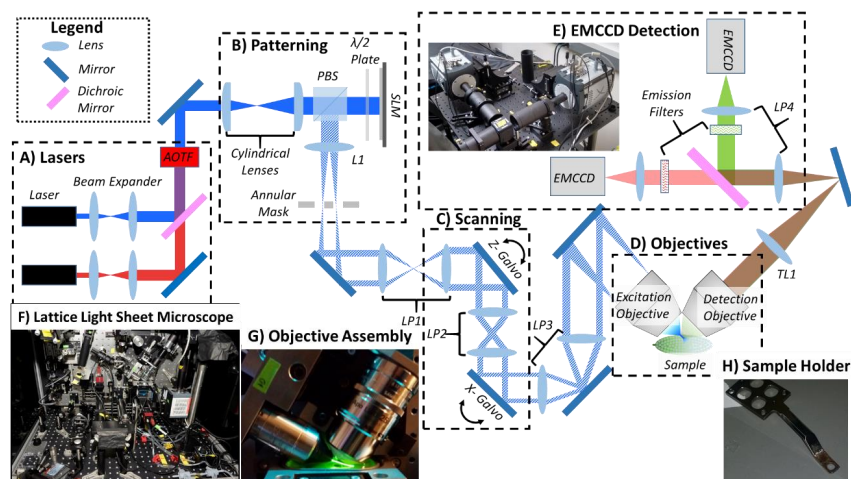 Legend
Lens
Mirror
Dichroic
Mirror
A) Lasers
AOTF
Laser
Beam Expander
B) Patterning
λ/2
Plate
PBS
SLM
Cylindrical
Lenses
L1
Annular
Mask
C) Scanning
Z- Galvo
LP1
LP2
LP3
X- Galvo
D) Objectives
Excitation
Objective
Detection
Objective
Sample
TL1
E) EMCCD Detection
EMCCD
Emission
Filters
LP4
EMCCD
F) Lattice Light Sheet Microscope
G) Objective Assembly
H) Sample Holder